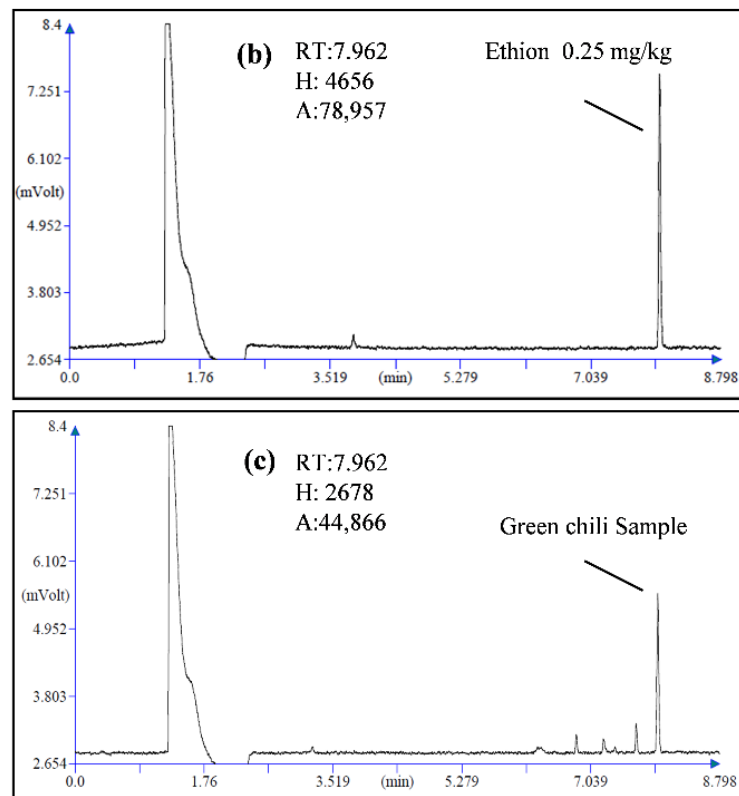 8.4
(b) RT:7.962 Ethion 0.25 mg/kg
H: 4656
7.251
A:78,957
6.102
(mVolt)
4.952
3.803
2.654
0.0 1.76 3.519 (min) 5.279 7.039 8.798
8.4
(c) RT:7.962
H: 2678
7.251
A:44,866
Green chili Sample
6.102
(mVolt)
4.952
3.803
2.654
0.0 1.76 3.519 (min) 5.279 7.039 8.798